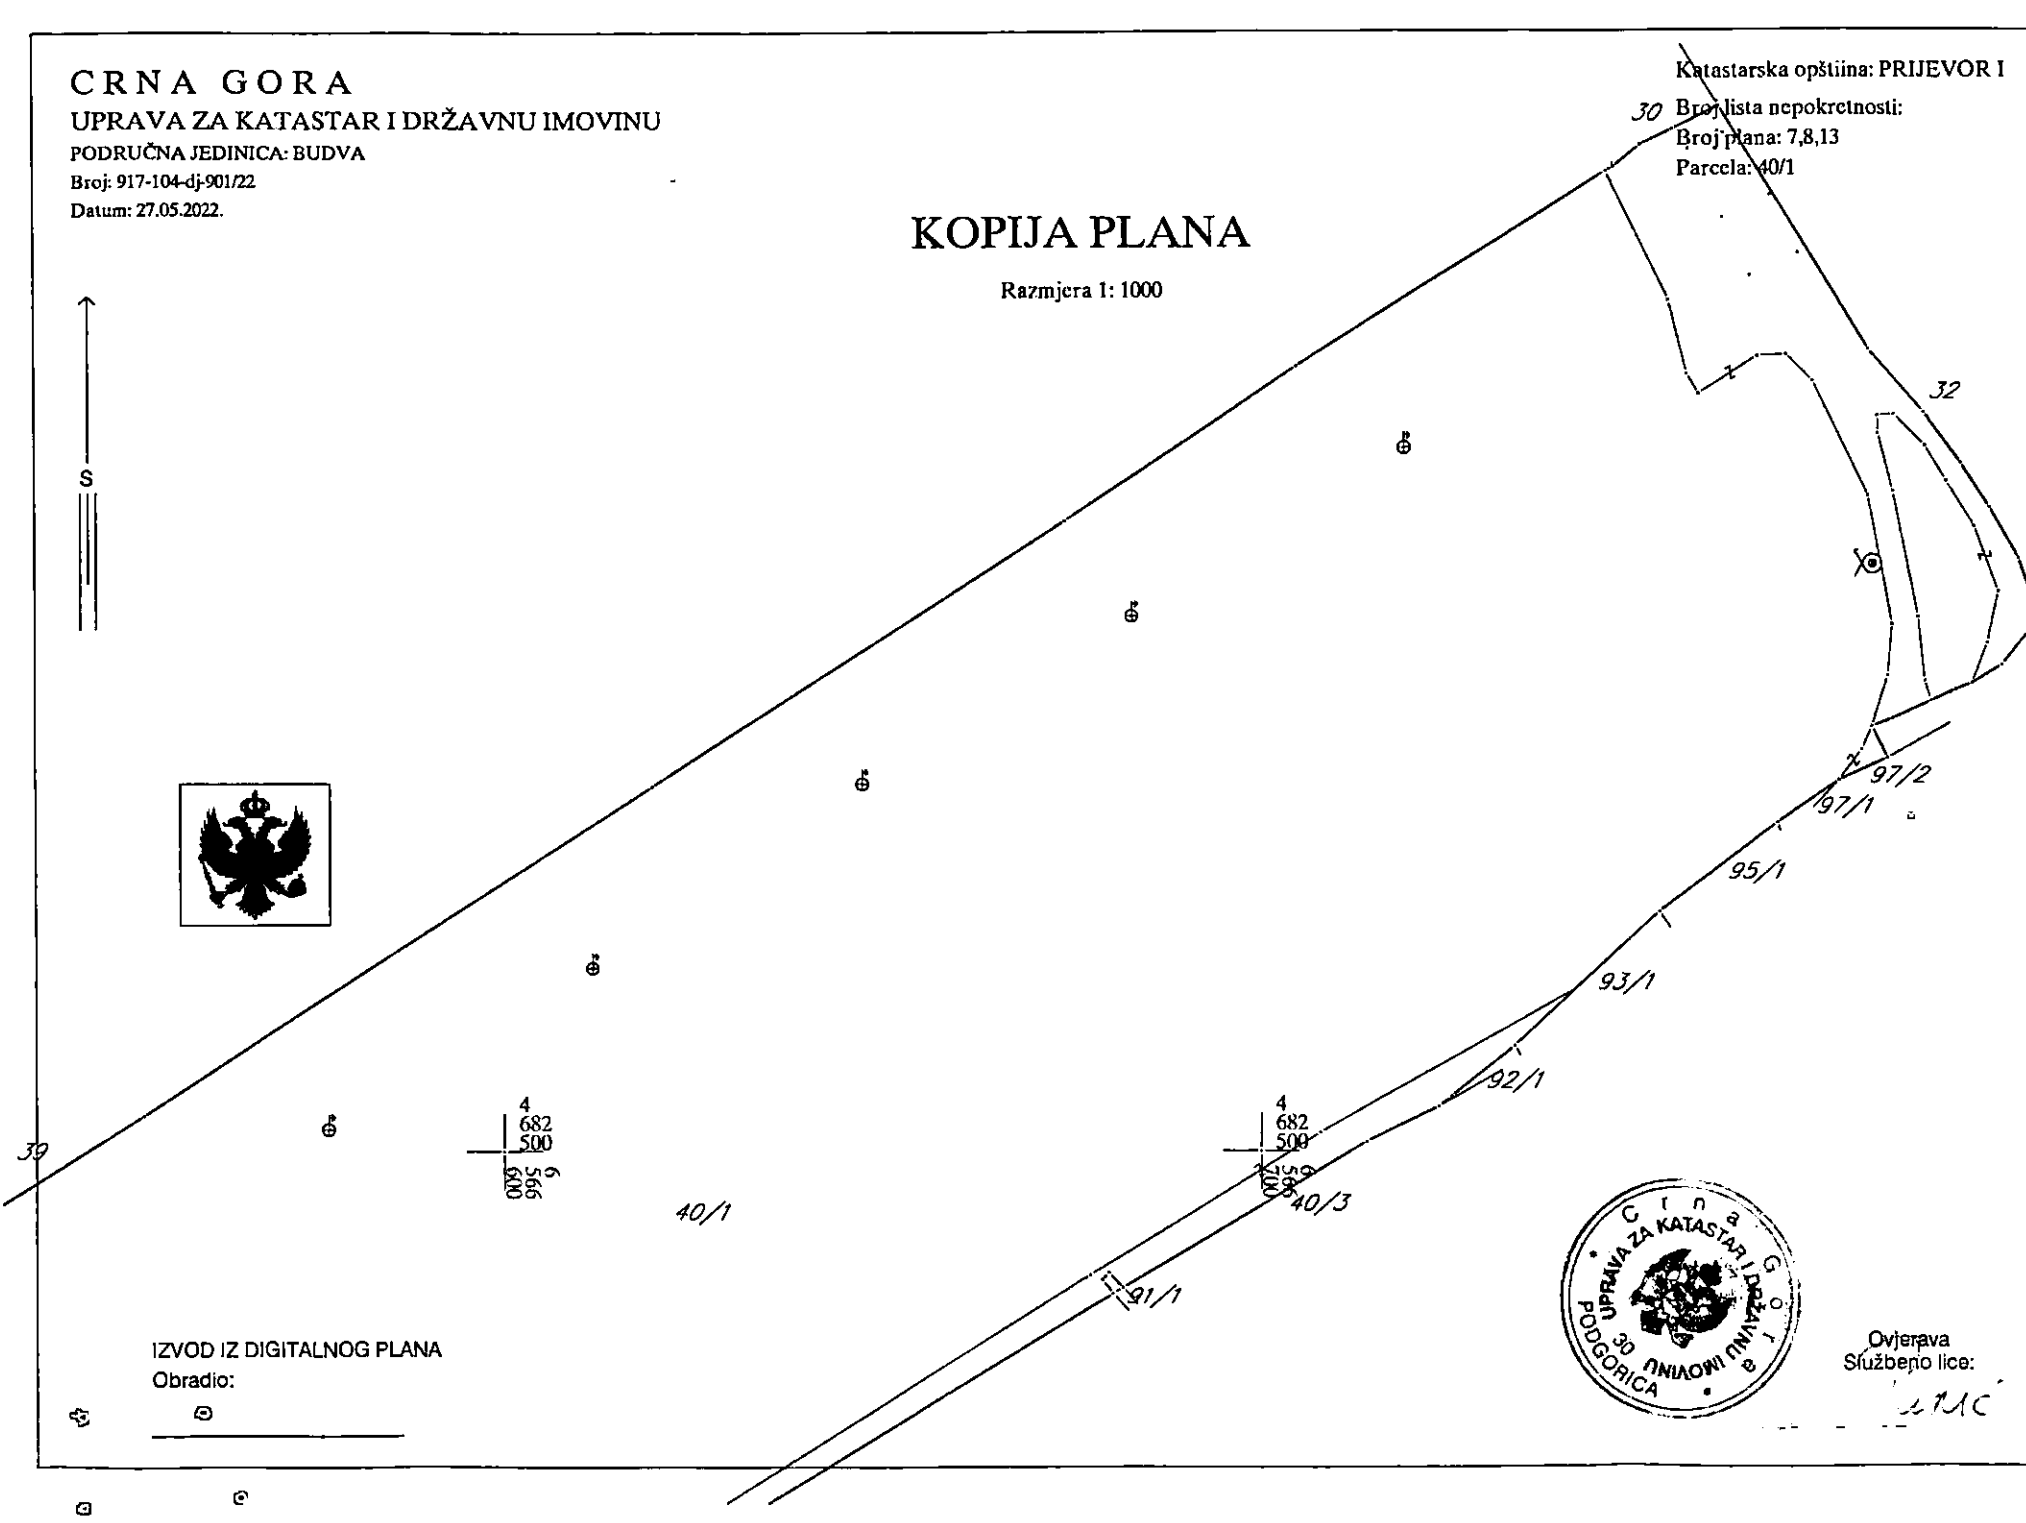 CRNA GORA
UPRAVA ZA KATASTAR I DRŽAVNU IMOVINU
PODRUČNA JEDINICA: BUDVA
Broj: 917-104-dj-901/22
Datum: 27.05.2022.
Katastarska opštiina: PRIJEVOR I
Broj lista nepokretnosti:
Broj plana: 7,8,13
Parcela: 40/1
KOPIJA PLANA
Razmjera 1: 1000
S
30
32
97/2
97/1
95/1
93/1
92/1
39
4
682
500
6
566
600
4
682
500
6
566
700
40/1
40/3
91/1
Crna Gora
UPRAVA ZA KATASTAR I DRŽAVNU IMOVINU
30
PODGORICA
IZVOD IZ DIGITALNOG PLANA
Obradio:
Ovjerava
Službeno lice: